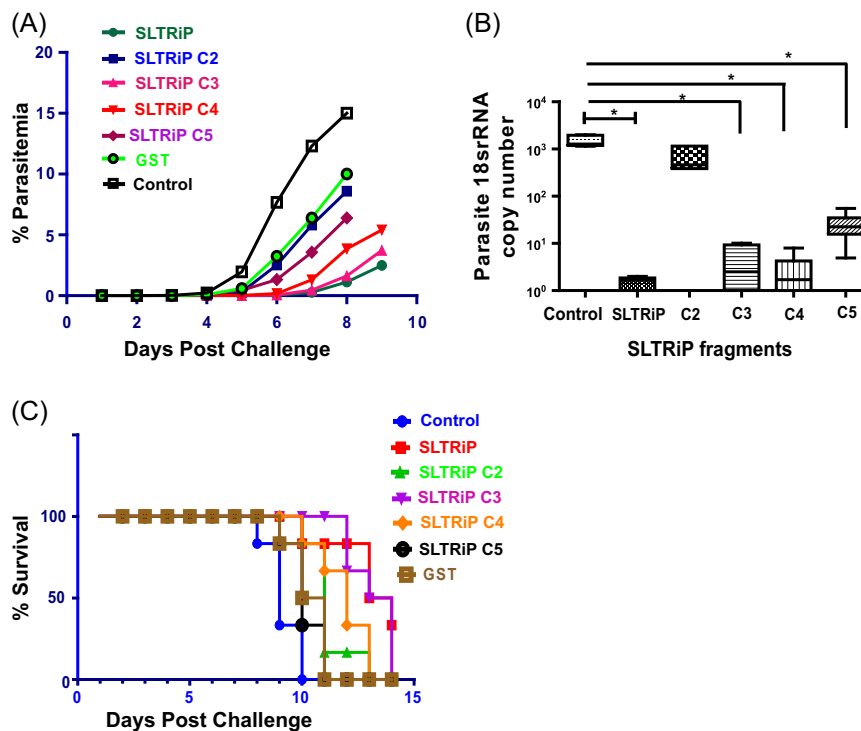 (A)
SLTRiP
SLTRiP C2
SLTRiP C3
SLTRiP C4
SLTRiP C5
GST
Control
% Parasitemia
20
15
10
5
0
0 2 4 6 8 10
Days Post Challenge
(B)
* * * *
Parasite 18srRNA
copy number
10⁴
10³
10²
10¹
10⁰
Control SLTRiP C2 C3 C4 C5
SLTRiP fragments
(C)
Control
SLTRiP
SLTRiP C2
SLTRiP C3
SLTRiP C4
SLTRiP C5
GST
% Survival
100
50
0
0 5 10 15
Days Post Challenge